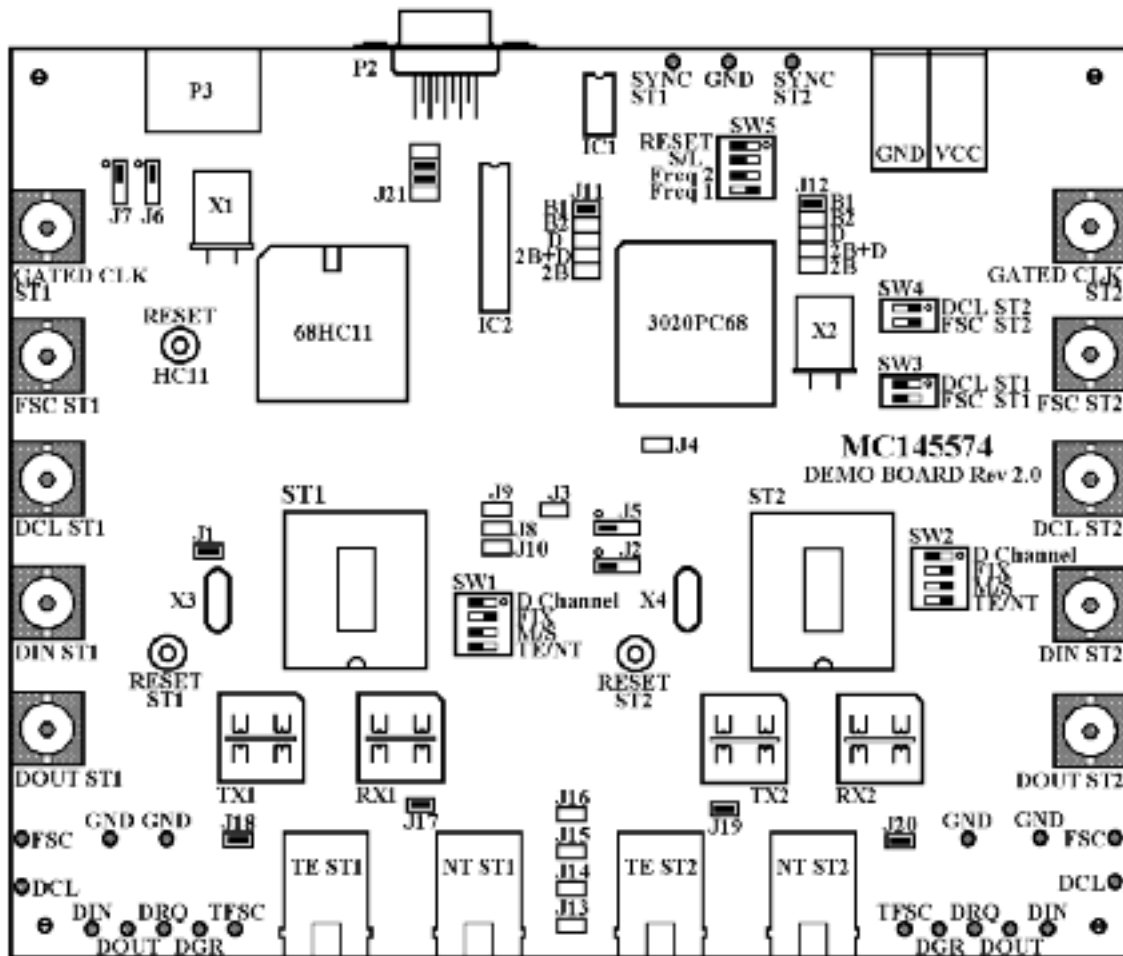 P2
P3
SYNC ST1
GND
SYNC ST2
IC1
SW5
RESET
S/L
Freq 2
Freq 1
GND
VCC
J7
J6
X1
J21
J11
B1
B2
D
2B+D
2B
J12
B1
B2
D
2B+D
2B
GATED CLK
ST1
GATED CLK
ST2
RESET
HC11
68HC11
IC2
3020PC68
X2
SW4
DCL ST2
FSC ST2
SW3
DCL ST1
FSC ST1
FSC ST1
FSC ST2
J4
MC145574
DEMO BOARD Rev 2.0
ST1
J9
J3
J8
J10
J5
J2
ST2
DCL ST1
DCL ST2
J1
X3
SW1
D Channel
M/S
TE/NT
X4
SW2
D Channel
M/S
TE/NT
DIN ST1
DIN ST2
RESET
ST1
RESET
ST2
DOUT ST1
TX1
RX1
TX2
RX2
DOUT ST2
J16
J17
J18
J19
J20
FSC
GND
GND
GND
GND
FSC
J15
TE ST1
NT ST1
TE ST2
NT ST2
DCL
J14
DCL
J13
DIN
DRQ
TFSC
DOUT
DGR
TFSC
DRQ
DIN
DGR
DOUT